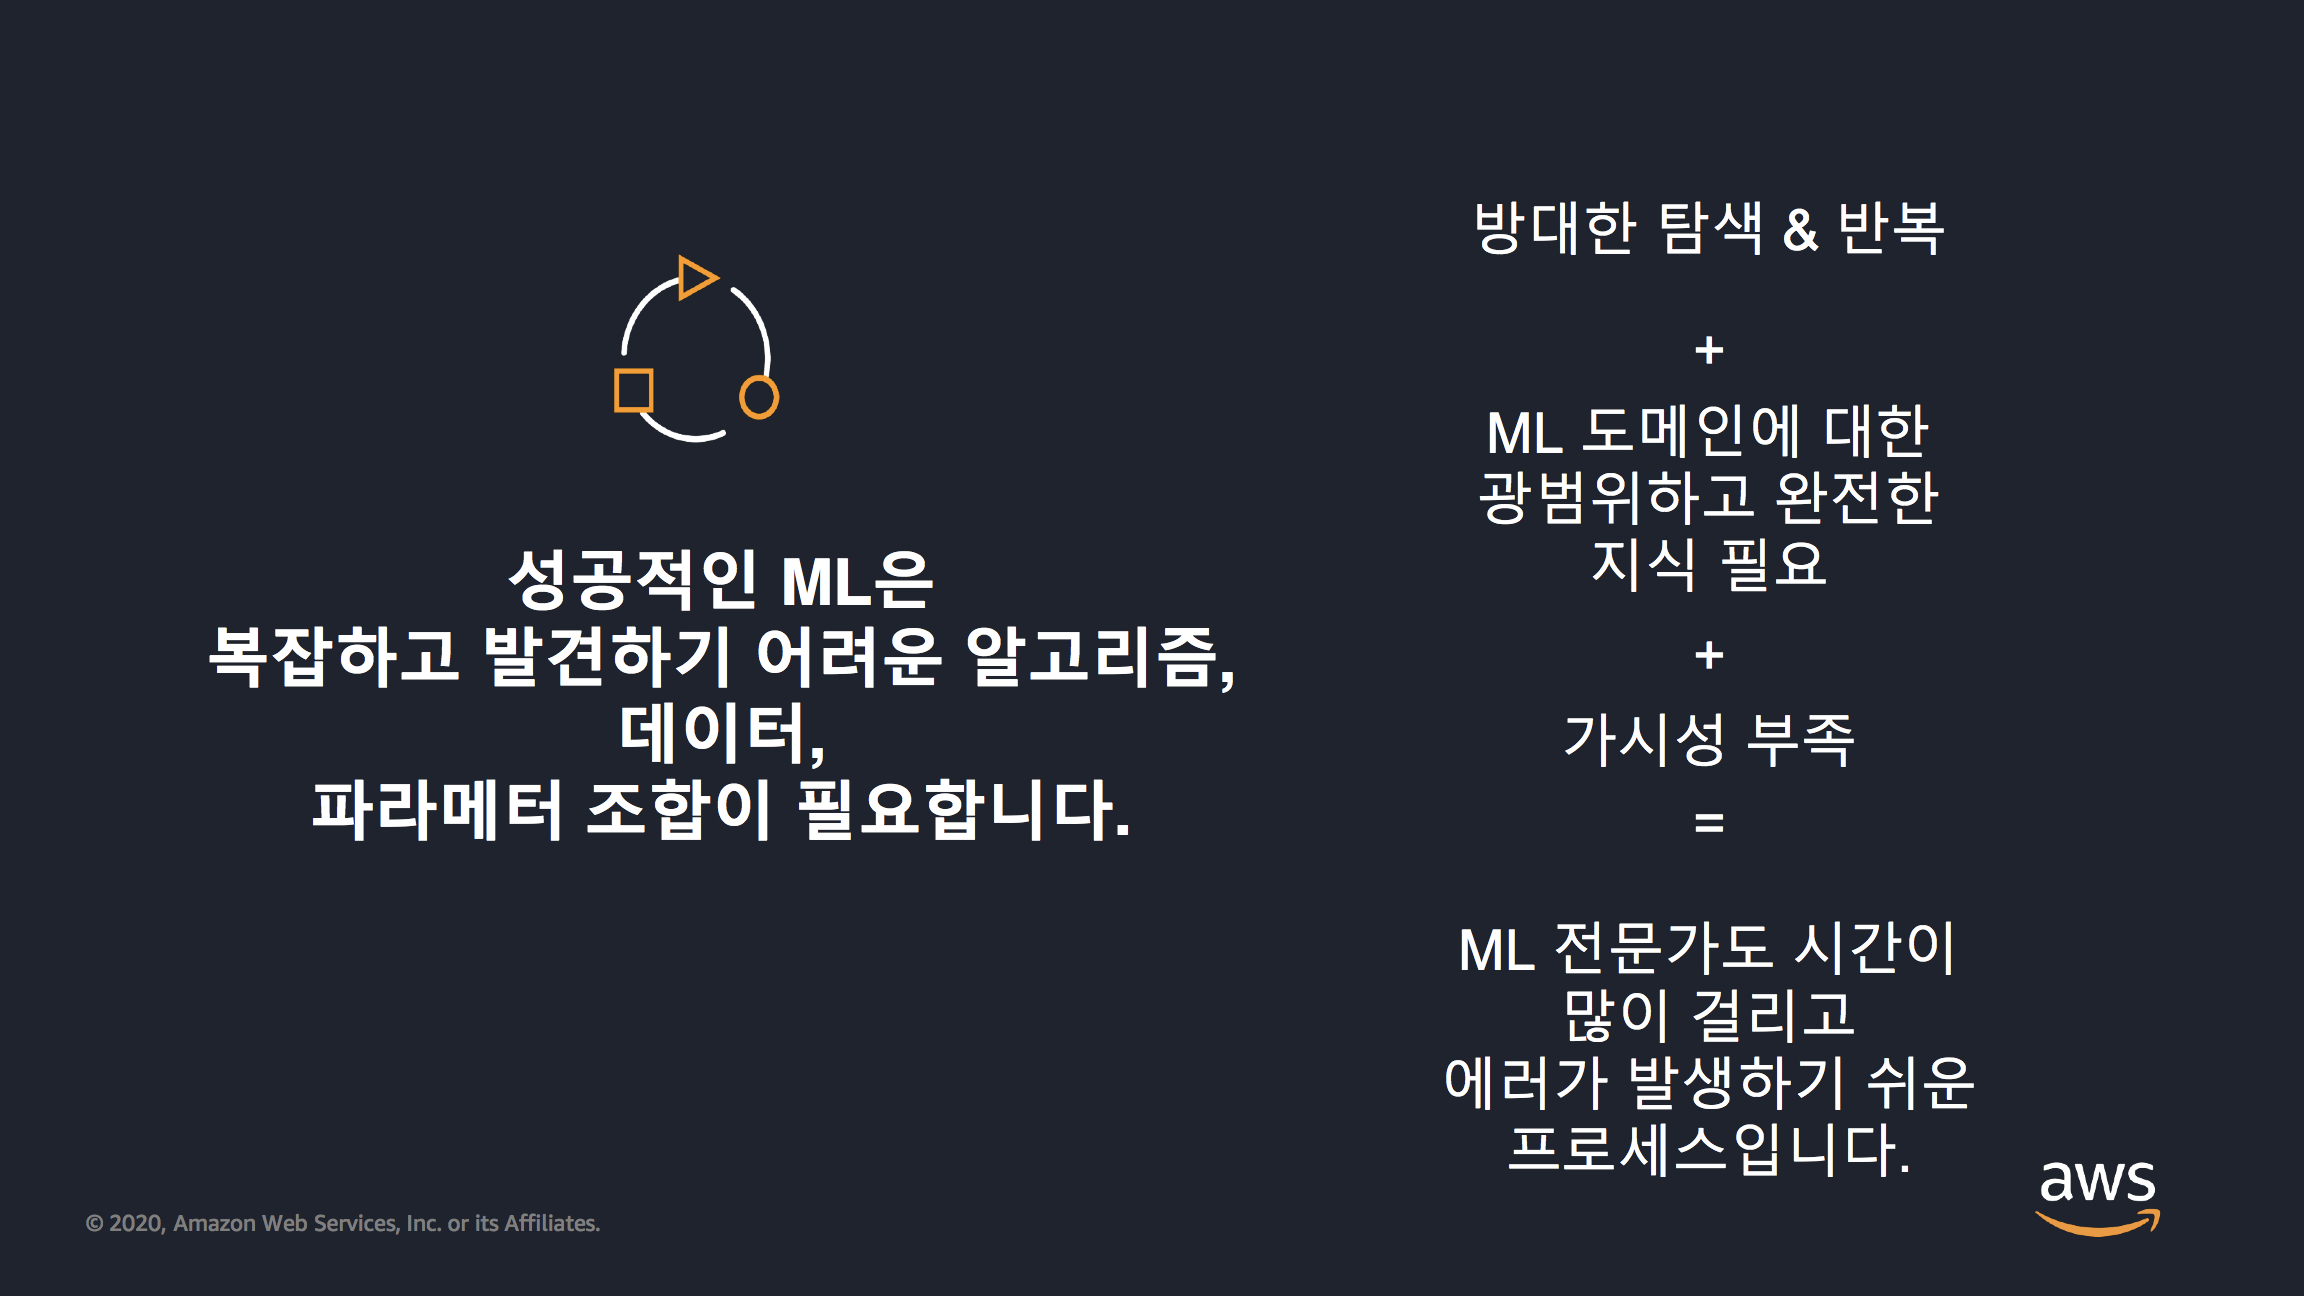 성공적인 ML은
복잡하고 발견하기 어려운 알고리즘,
데이터,
파라메터 조합이 필요합니다.
방대한 탐색 & 반복
+
ML 도메인에 대한
광범위하고 완전한
지식 필요
+
가시성 부족
=
ML 전문가도 시간이
많이 걸리고
에러가 발생하기 쉬운
프로세스입니다.
© 2020, Amazon Web Services, Inc. or its Affiliates.
aws